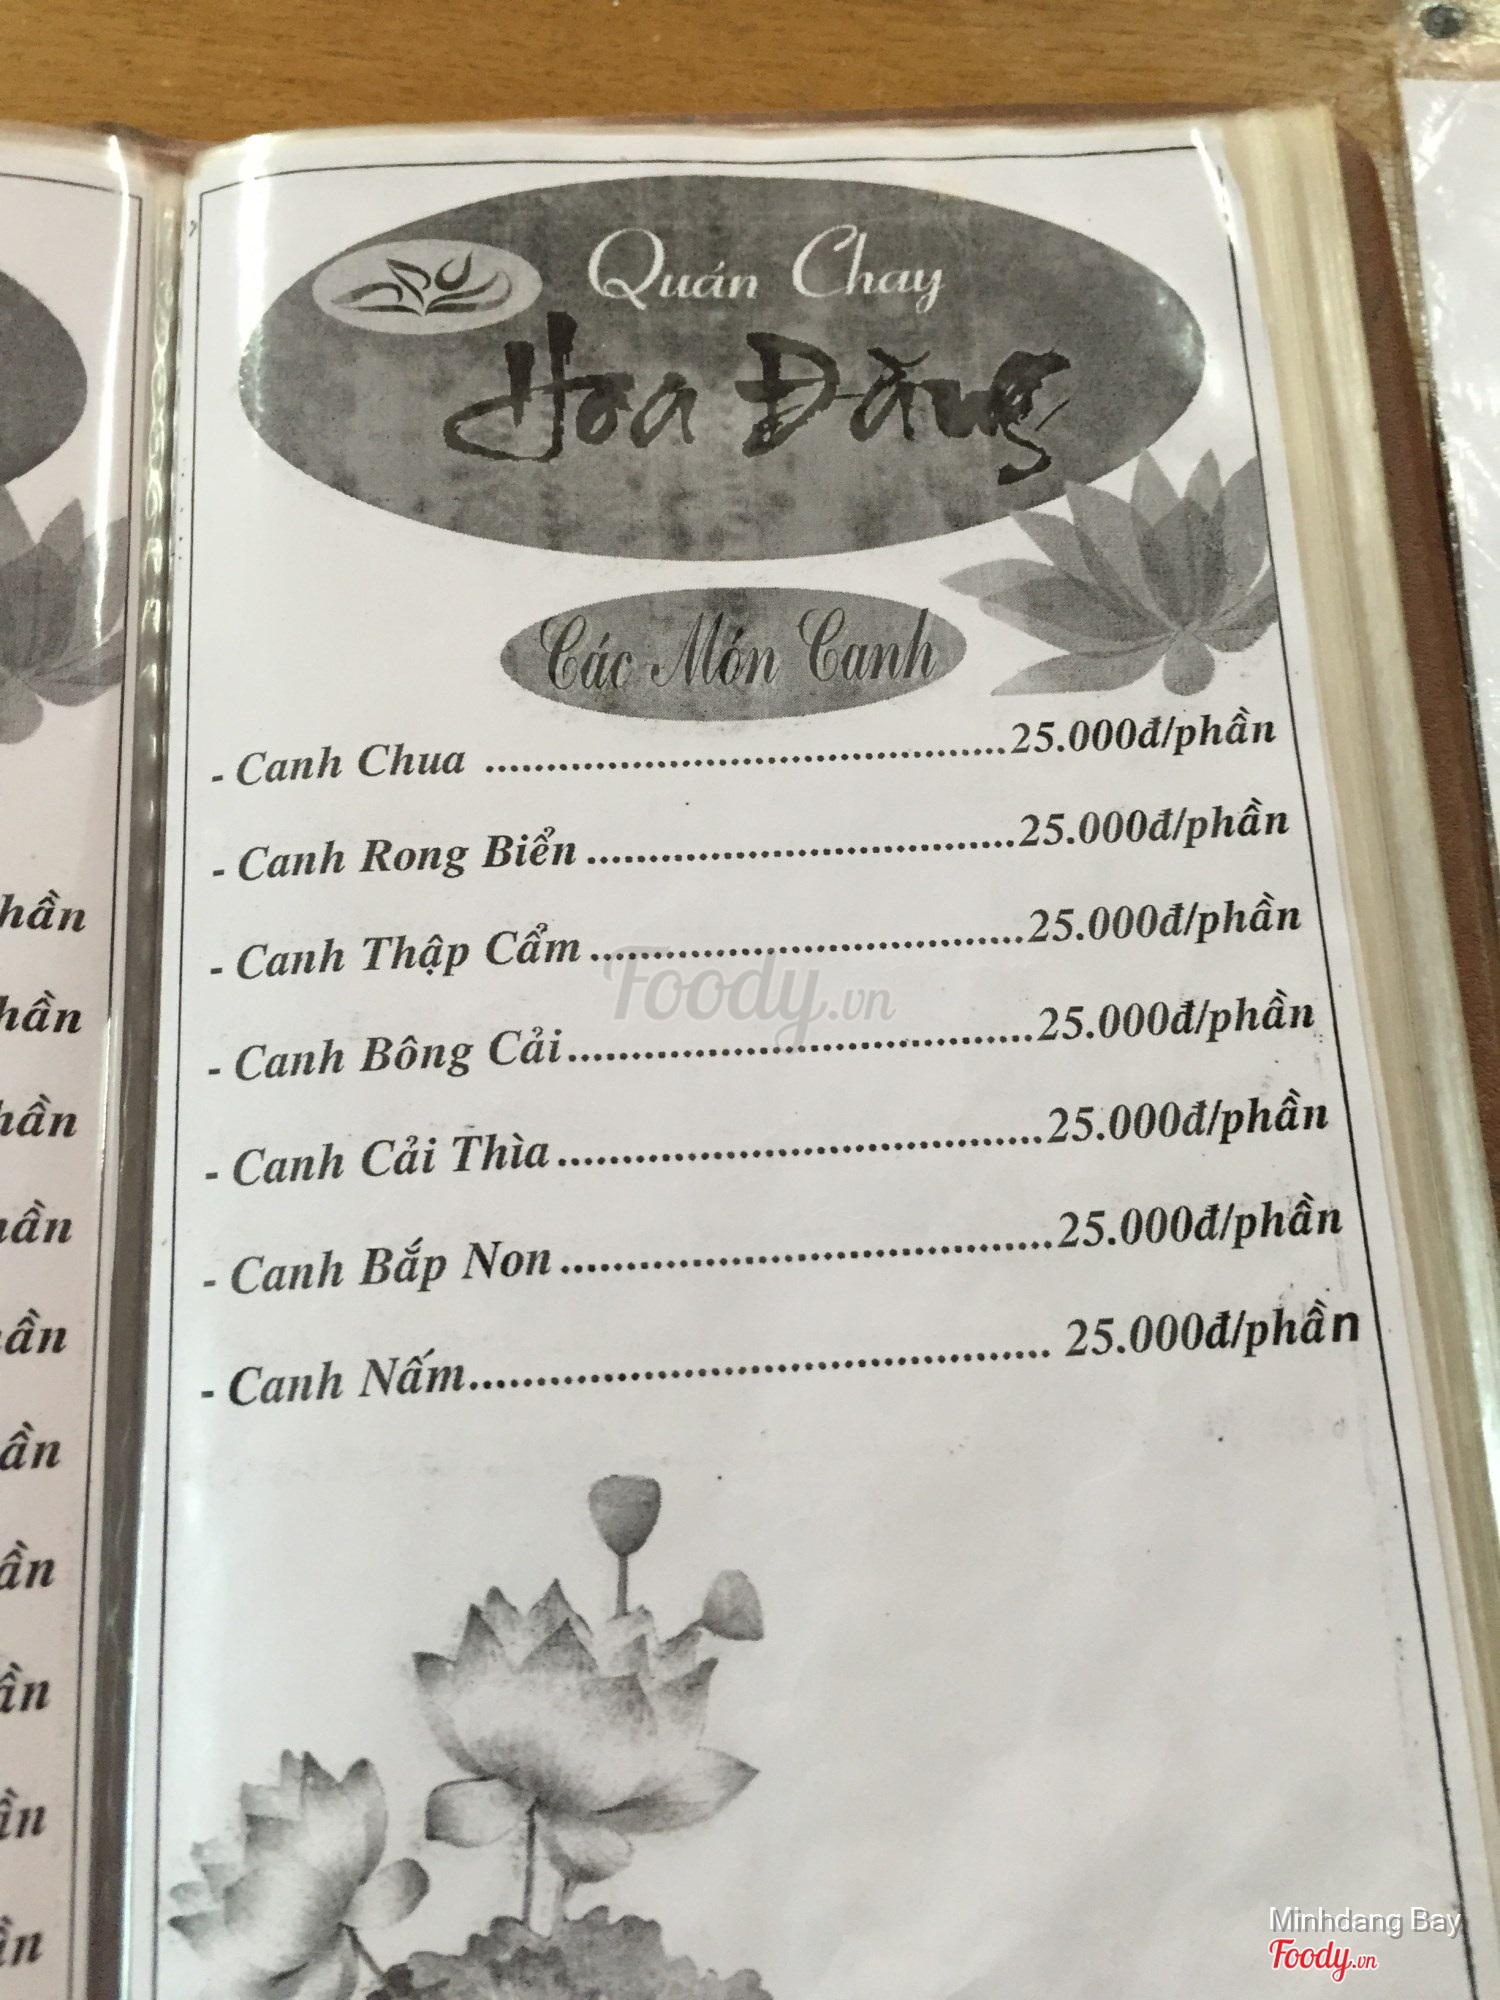 Quán Chay
Hoa Đăng
Các Món Canh
- Canh Chua ..........................................25.000đ/phần
- Canh Rong Biển ...................................25.000đ/phần
- Canh Thập Cẩm ...................................25.000đ/phần
- Canh Bông Cải.....................................25.000đ/phần
- Canh Cải Thìa ......................................25.000đ/phần
- Canh Bắp Non ......................................25.000đ/phần
- Canh Nấm............................................ 25.000đ/phần
Foody.vn
Minhdang Bay
Foody.vn